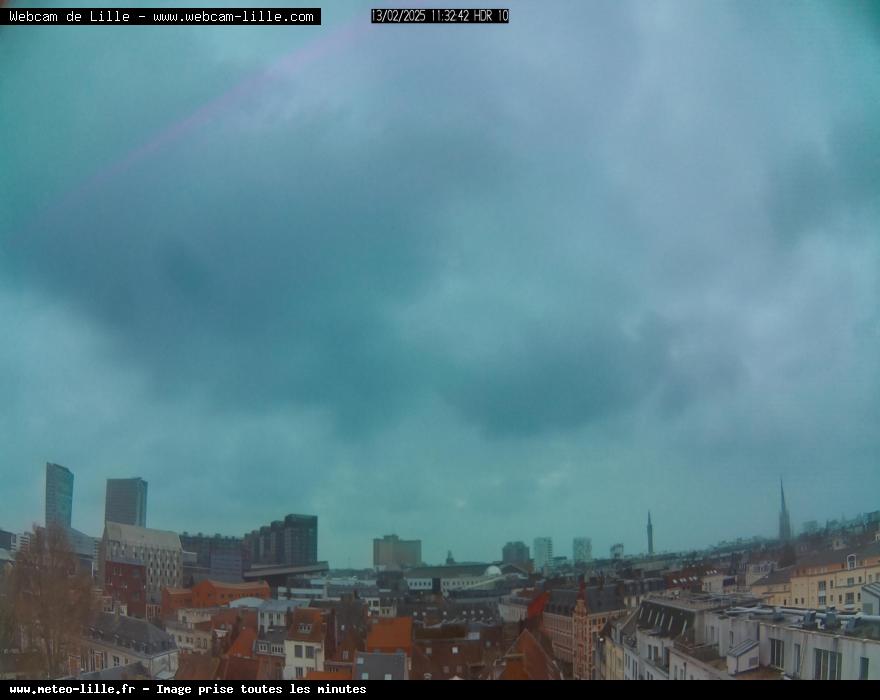 Webcam de Lille - www.webcam-lille.com
13/02/2025 11:32:42 HDR 10
www.meteo-lille.fr - Image prise toutes les minutes